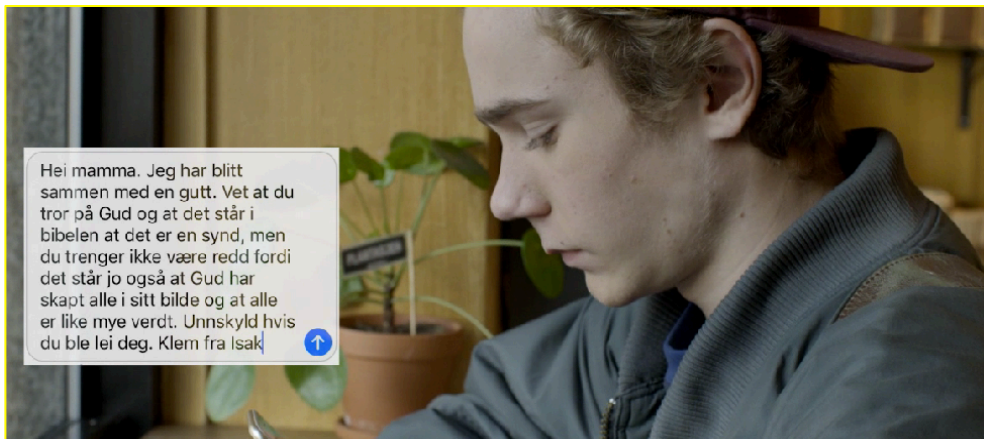 Hei mamma. Jeg har blitt
sammen med en gutt. Vet at du
tror på Gud og at det står i
bibelen at det er en synd, men
du trenger ikke være redd fordi
det står jo også at Gud har
skapt alle i sitt bilde og at alle
er like mye verdt. Unnskyld hvis
du ble lei deg. Klem fra Isak